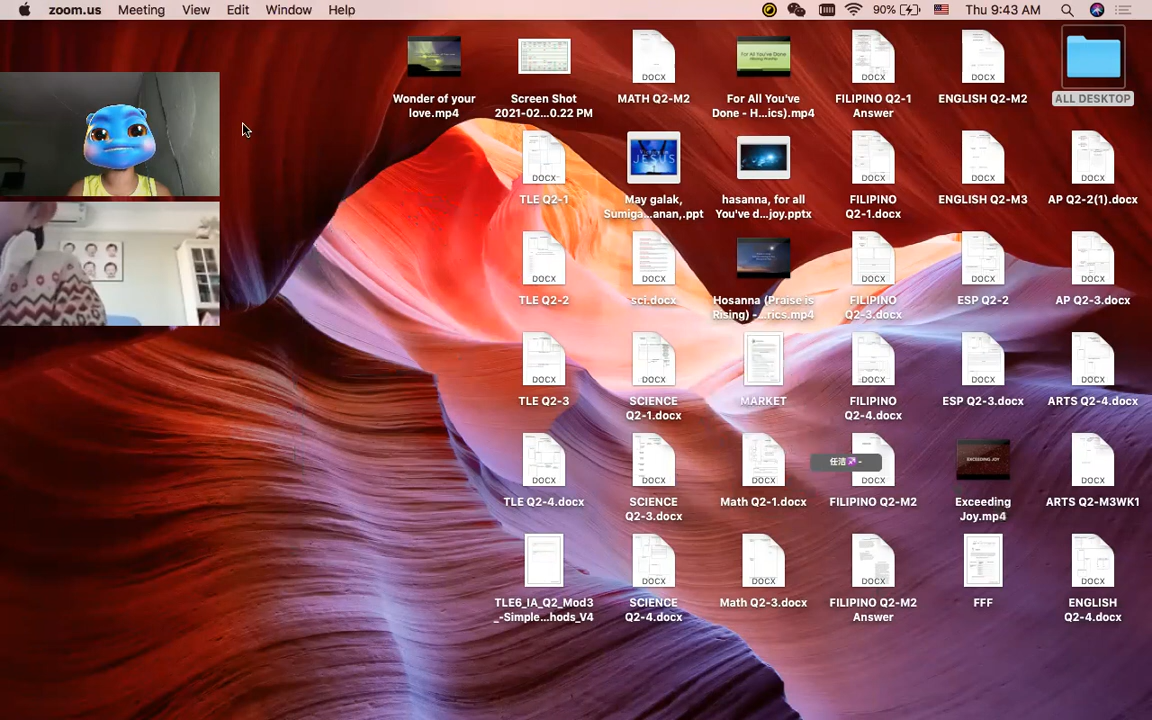 zoom.us Meeting View Edit Window Help 90% Thu 9:43 AM
Wonder of your
love.mp4
Screen Shot
2021-02...0.22 PM
DOCX
MATH Q2-M2
For All You've Done
For All You've
Done - H...ics).mp4
DOCX
FILIPINO Q2-1
Answer
DOCX
ENGLISH Q2-M2
ALL DESKTOP
DOCX
TLE Q2-1
JESUS
May galak,
Sumiga...anan,.ppt
hasanna, for all
You've d...joy.pptx
DOCX
FILIPINO
Q2-1.docx
DOCX
ENGLISH Q2-M3
DOCX
AP Q2-2(1).docx
DOCX
TLE Q2-2
DOCX
sci.docx
Hosanna (Praise is
Rising) -...rics.mp4
DOCX
FILIPINO
Q2-3.docx
DOCX
ESP Q2-2
DOCX
AP Q2-3.docx
DOCX
TLE Q2-3
DOCX
SCIENCE
Q2-1.docx
MARKET
DOCX
FILIPINO
Q2-4.docx
DOCX
ESP Q2-3.docx
DOCX
ARTS Q2-4.docx
DOCX
TLE Q2-4.docx
DOCX
SCIENCE
Q2-3.docx
DOCX
Math Q2-1.docx
任洁♐ -
DOCX
FILIPINO Q2-M2
EXCEEDING JOY
Exceeding
Joy.mp4
DOCX
ARTS Q2-M3WK1
TLE6_IA_Q2_Mod3
_-Simple...hods_V4
DOCX
SCIENCE
Q2-4.docx
DOCX
Math Q2-3.docx
DOCX
FILIPINO Q2-M2
Answer
FFF
DOCX
ENGLISH
Q2-4.docx